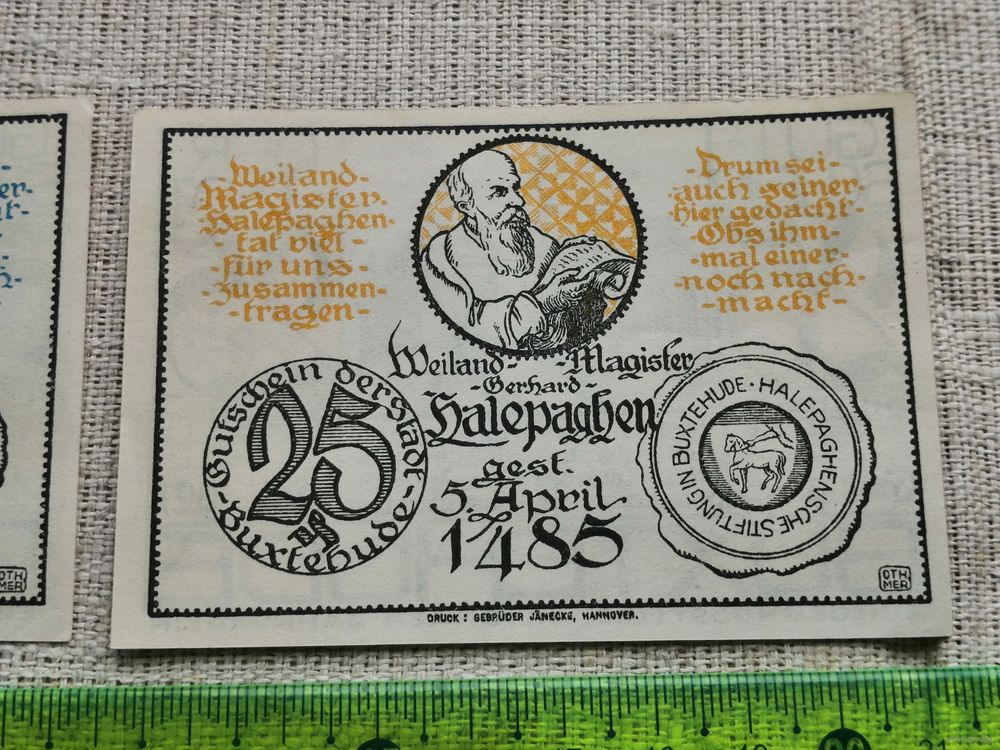 -Weiland-
Magister-
Halepaghen-
tat viel-
-für uns-
-zusammen-
-tragen-
-Drum sei-
-auch seiner-
-hier gedacht-
-Obs ihm-
-mal einer-
-noch nach-
-macht-
Weiland- -Magister
-Gerhard-
Halepaghen
gest.
5. April
1485
-Gutschein der Stadt-
Buxtehude
25
HALEPAGHENSCHE STIFTUNG IN BUXTEHUDE ·
OTH
MER
DRUCK : GEBRÜDER JÄNECKE, HANNOVER.
OTH
MER